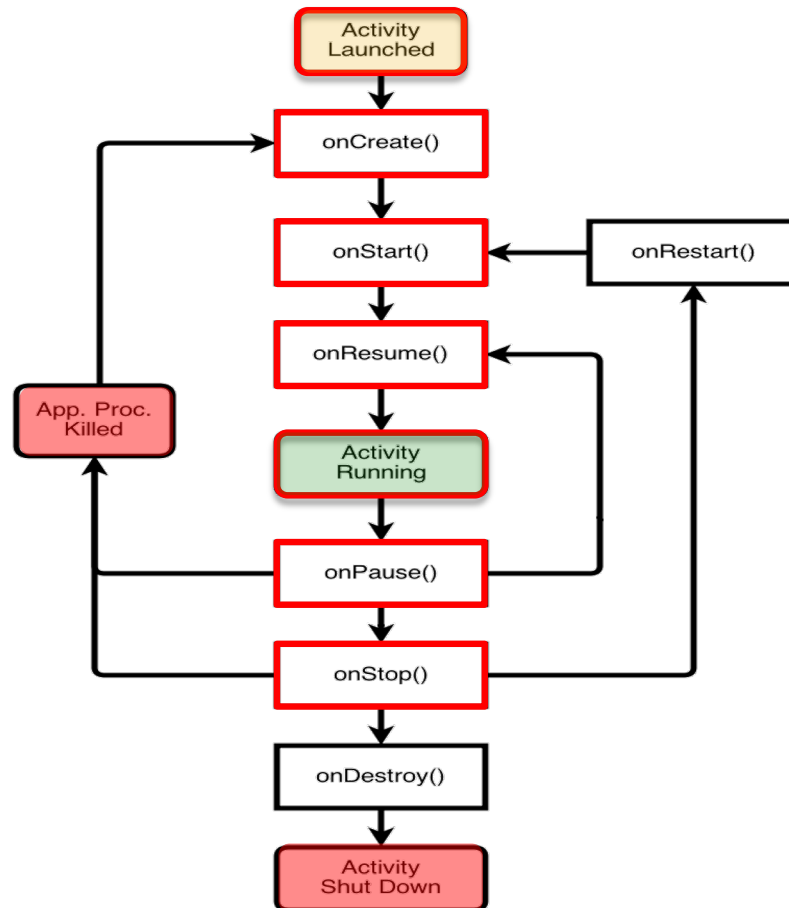 Activity
Launched
onCreate()
onStart()
onRestart()
onResume()
App. Proc.
Killed
Activity
Running
onPause()
onStop()
onDestroy()
Activity
Shut Down